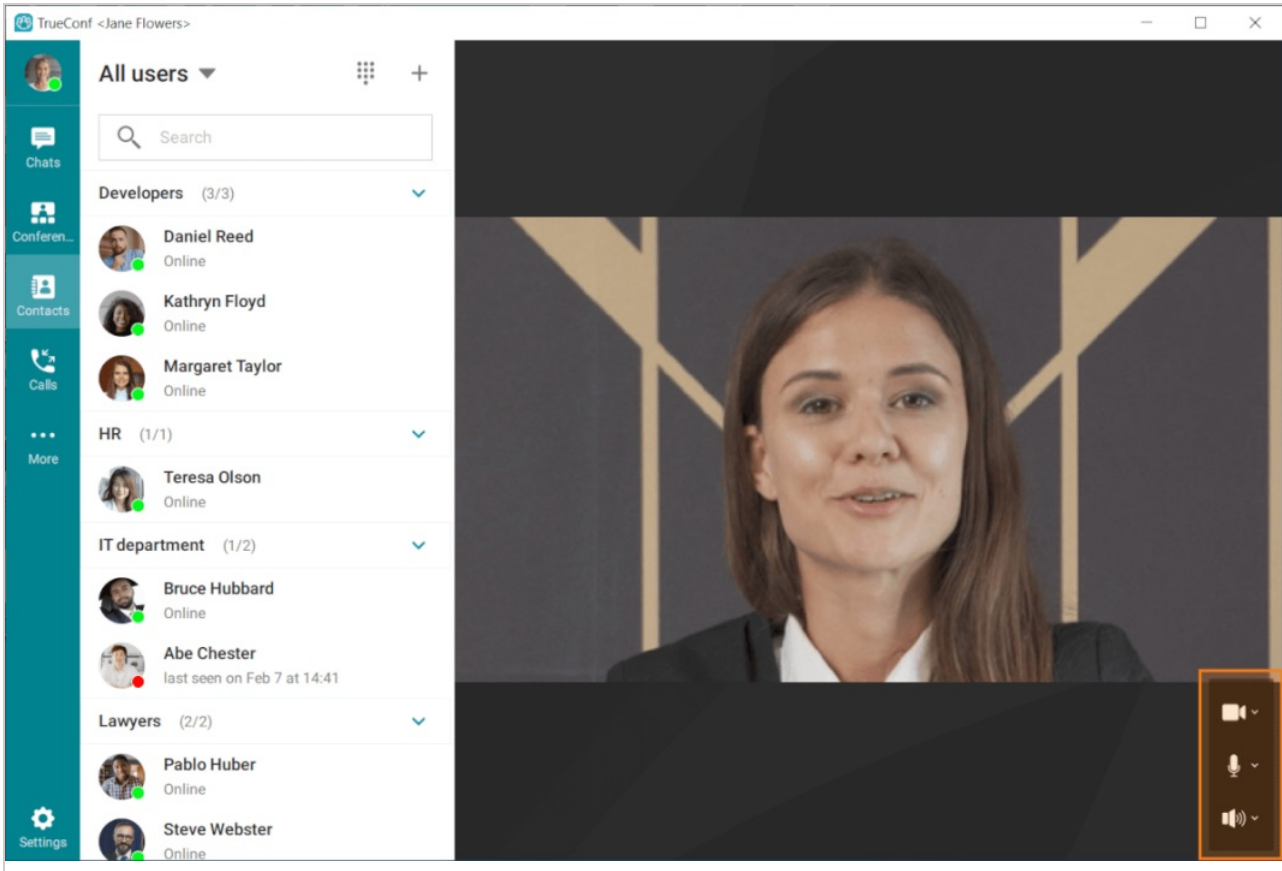 TrueConf <Jane Flowers>
All users
Search
Chats
Conferen...
Contacts
Calls
More
Settings
Developers (3/3)
Daniel Reed
Online
Kathryn Floyd
Online
Margaret Taylor
Online
HR (1/1)
Teresa Olson
Online
IT department (1/2)
Bruce Hubbard
Online
Abe Chester
last seen on Feb 7 at 14:41
Lawyers (2/2)
Pablo Huber
Online
Steve Webster
Online